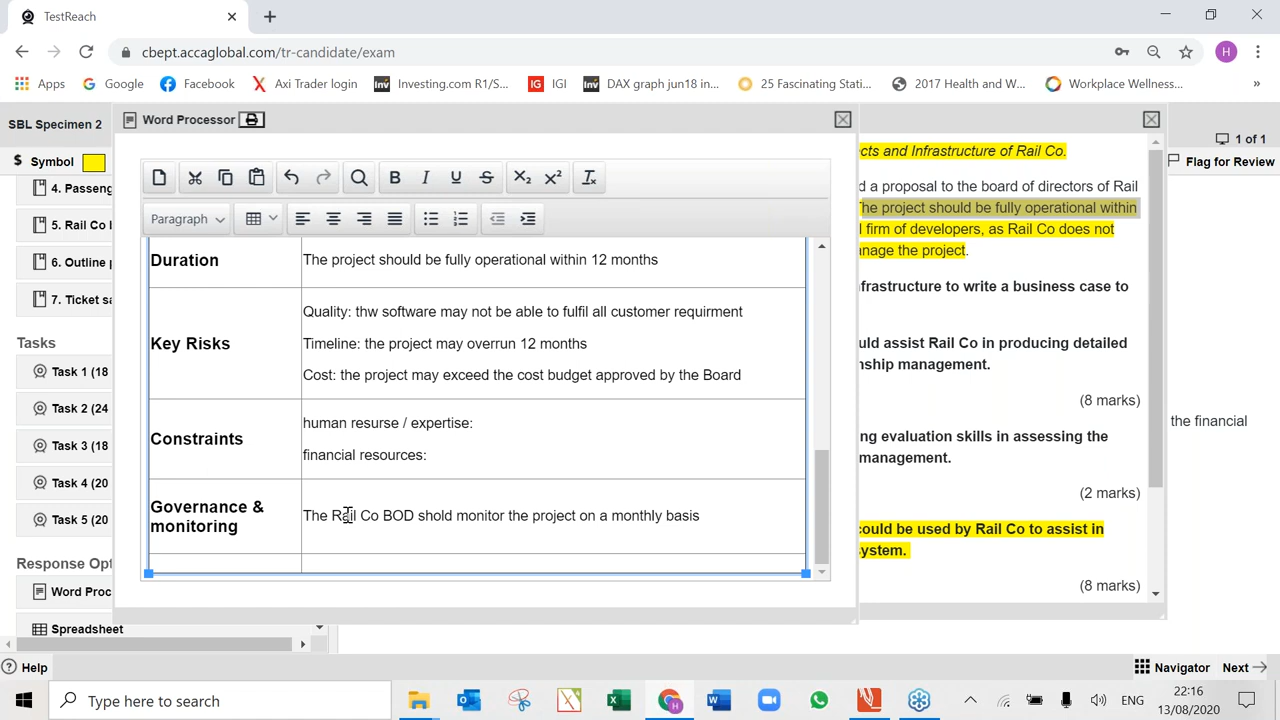 TestReach
cbept.accaglobal.com/tr-candidate/exam
H
Apps Google Facebook Axi Trader login Investing.com R1/S... IGI DAX graph jun18 in... 25 Fascinating Stati... 2017 Health and W... Workplace Wellness... »
SBL Specimen 2
Word Processor
1 of 1
$ Symbol
Flag for Review
4. Passeng
5. Rail Co I
6. Outline p
7. Ticket sa
Tasks
Task 1 (18
Task 2 (24
Task 3 (18
Task 4 (20
Task 5 (20
Response Opt
Word Proc
Spreadsheet
B I U S X₂ X² Tx
Paragraph
Duration
The project should be fully operational within 12 months
Key Risks
Quality: thw software may not be able to fulfil all customer requirment
Timeline: the project may overrun 12 months
Cost: the project may exceed the cost budget approved by the Board
Constraints
human resurse / expertise:
financial resources:
Governance &
monitoring
The Rail Co BOD shold monitor the project on a monthly basis
ects and Infrastructure of Rail Co.
d a proposal to the board of directors of Rail
he project should be fully operational within
l firm of developers, as Rail Co does not
anage the project.
frastructure to write a business case to
uld assist Rail Co in producing detailed
nship management.
(8 marks)
the financial
ng evaluation skills in assessing the
management.
(2 marks)
could be used by Rail Co to assist in
ystem.
(8 marks)
Help
Navigator
Next
Type here to search
ENG
22:16
13/08/2020